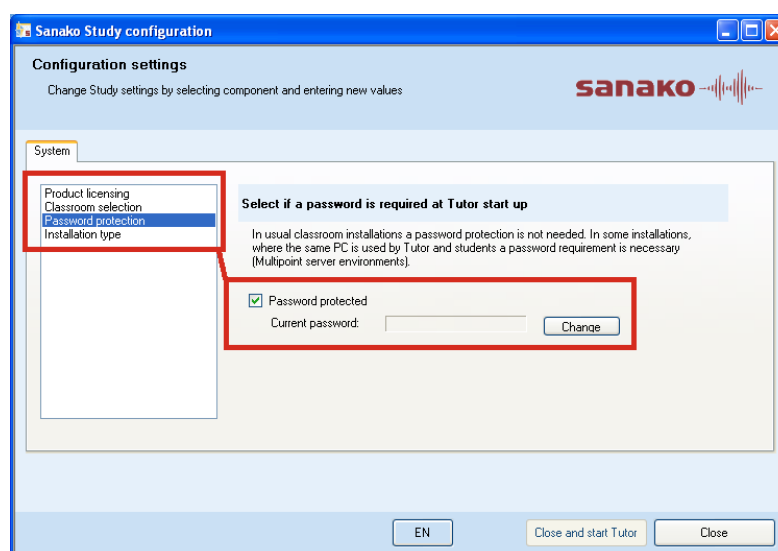 Sanako Study configuration
Configuration settings
Change Study settings by selecting component and entering new values
sanako
System
Product licensing
Classroom selection
Password protection
Installation type
Select if a password is required at Tutor start up
In usual classroom installations a password protection is not needed. In some installations,
where the same PC is used by Tutor and students a password requirement is necessary
(Multipoint server environments).
Password protected
Current password:
Change
EN
Close and start Tutor
Close